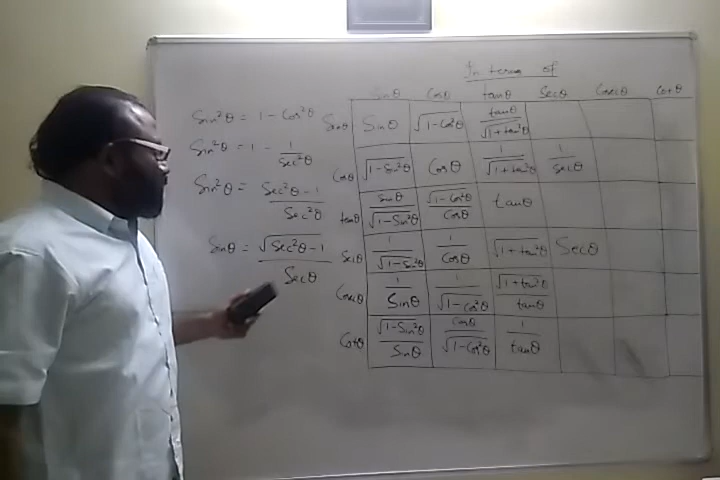 In terms of
Sinθ Cosθ tanθ Secθ Cosecθ Cotθ
Sin²θ = 1 - Cos²θ
Sin²θ = 1 - 1/Sec²θ
Sin²θ = Sec²θ - 1/Sec²θ
Sinθ = √Sec²θ - 1/Secθ
Sinθ Sinθ √1-Cos²θ tanθ/√1+tan²θ
Cosθ √1-Sin²θ Cosθ 1/√1+tan²θ 1/Secθ
tanθ Sinθ/√1-Sin²θ √1-Cos²θ/Cosθ tanθ
Secθ 1/√1-Sin²θ 1/Cosθ √1+tan²θ Secθ
Cosecθ 1/Sinθ 1/√1-Cos²θ √1+tan²θ/tanθ
Cotθ √1-Sin²θ/Sinθ Cosθ/√1-Cos²θ 1/tanθ